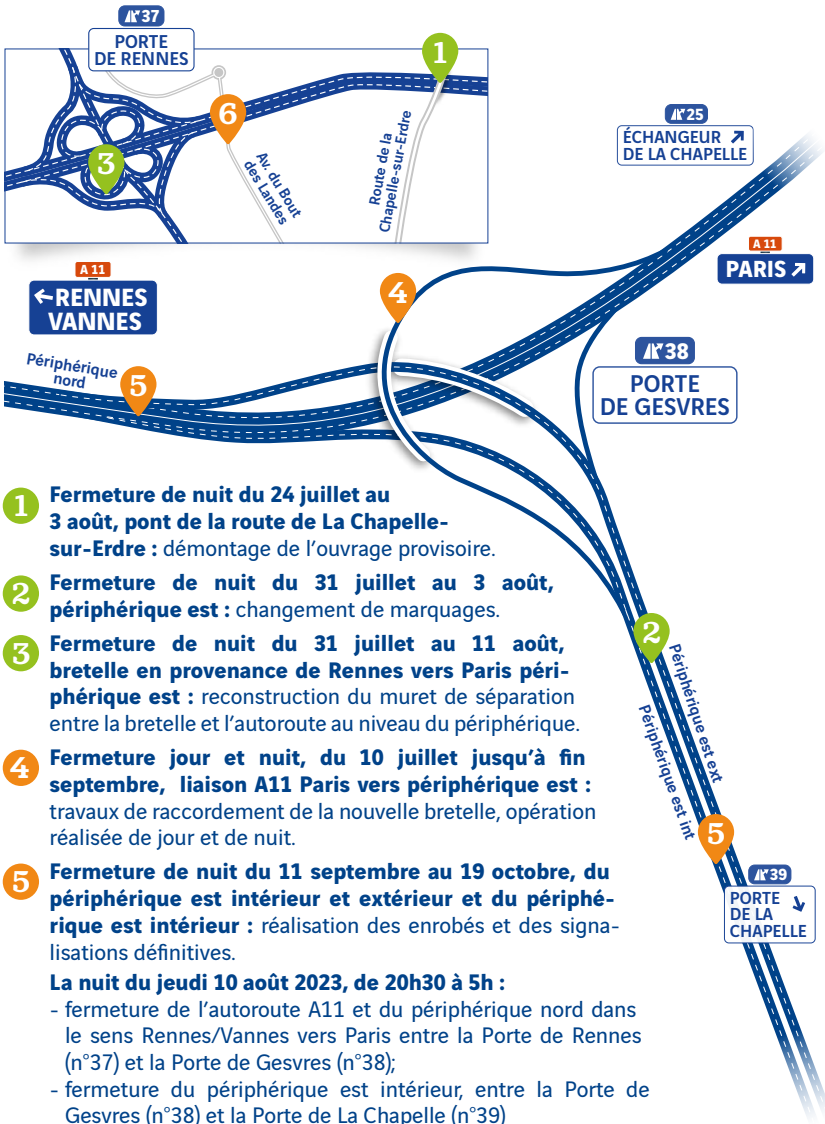 37
PORTE
DE RENNES
1
6
3
Av. du Bout
des Landes
Route de la
Chapelle-sur-Erdre
25
ÉCHANGEUR ↗
DE LA CHAPELLE
A 11
PARIS ↗
A 11
←RENNES
VANNES
4
Périphérique
nord
5
38
PORTE
DE GESVRES
1
Fermeture de nuit du 24 juillet au
3 août, pont de la route de La Chapelle-
sur-Erdre : démontage de l’ouvrage provisoire.
2
Fermeture de nuit du 31 juillet au 3 août,
périphérique est : changement de marquages.
3
Fermeture de nuit du 31 juillet au 11 août,
bretelle en provenance de Rennes vers Paris péri-
phérique est : reconstruction du muret de séparation
entre la bretelle et l’autoroute au niveau du périphérique.
4
Fermeture jour et nuit, du 10 juillet jusqu’à fin
septembre, liaison A11 Paris vers périphérique est :
travaux de raccordement de la nouvelle bretelle, opération
réalisée de jour et de nuit.
5
Fermeture de nuit du 11 septembre au 19 octobre, du
périphérique est intérieur et extérieur et du périphé-
rique est intérieur : réalisation des enrobés et des signa-
lisations définitives.
La nuit du jeudi 10 août 2023, de 20h30 à 5h :
- fermeture de l’autoroute A11 et du périphérique nord dans
le sens Rennes/Vannes vers Paris entre la Porte de Rennes
(n°37) et la Porte de Gesvres (n°38);
- fermeture du périphérique est intérieur, entre la Porte de
Gesvres (n°38) et la Porte de La Chapelle (n°39)
2
Périphérique est ext
Périphérique est int
5
39
PORTE ↘
DE LA
CHAPELLE